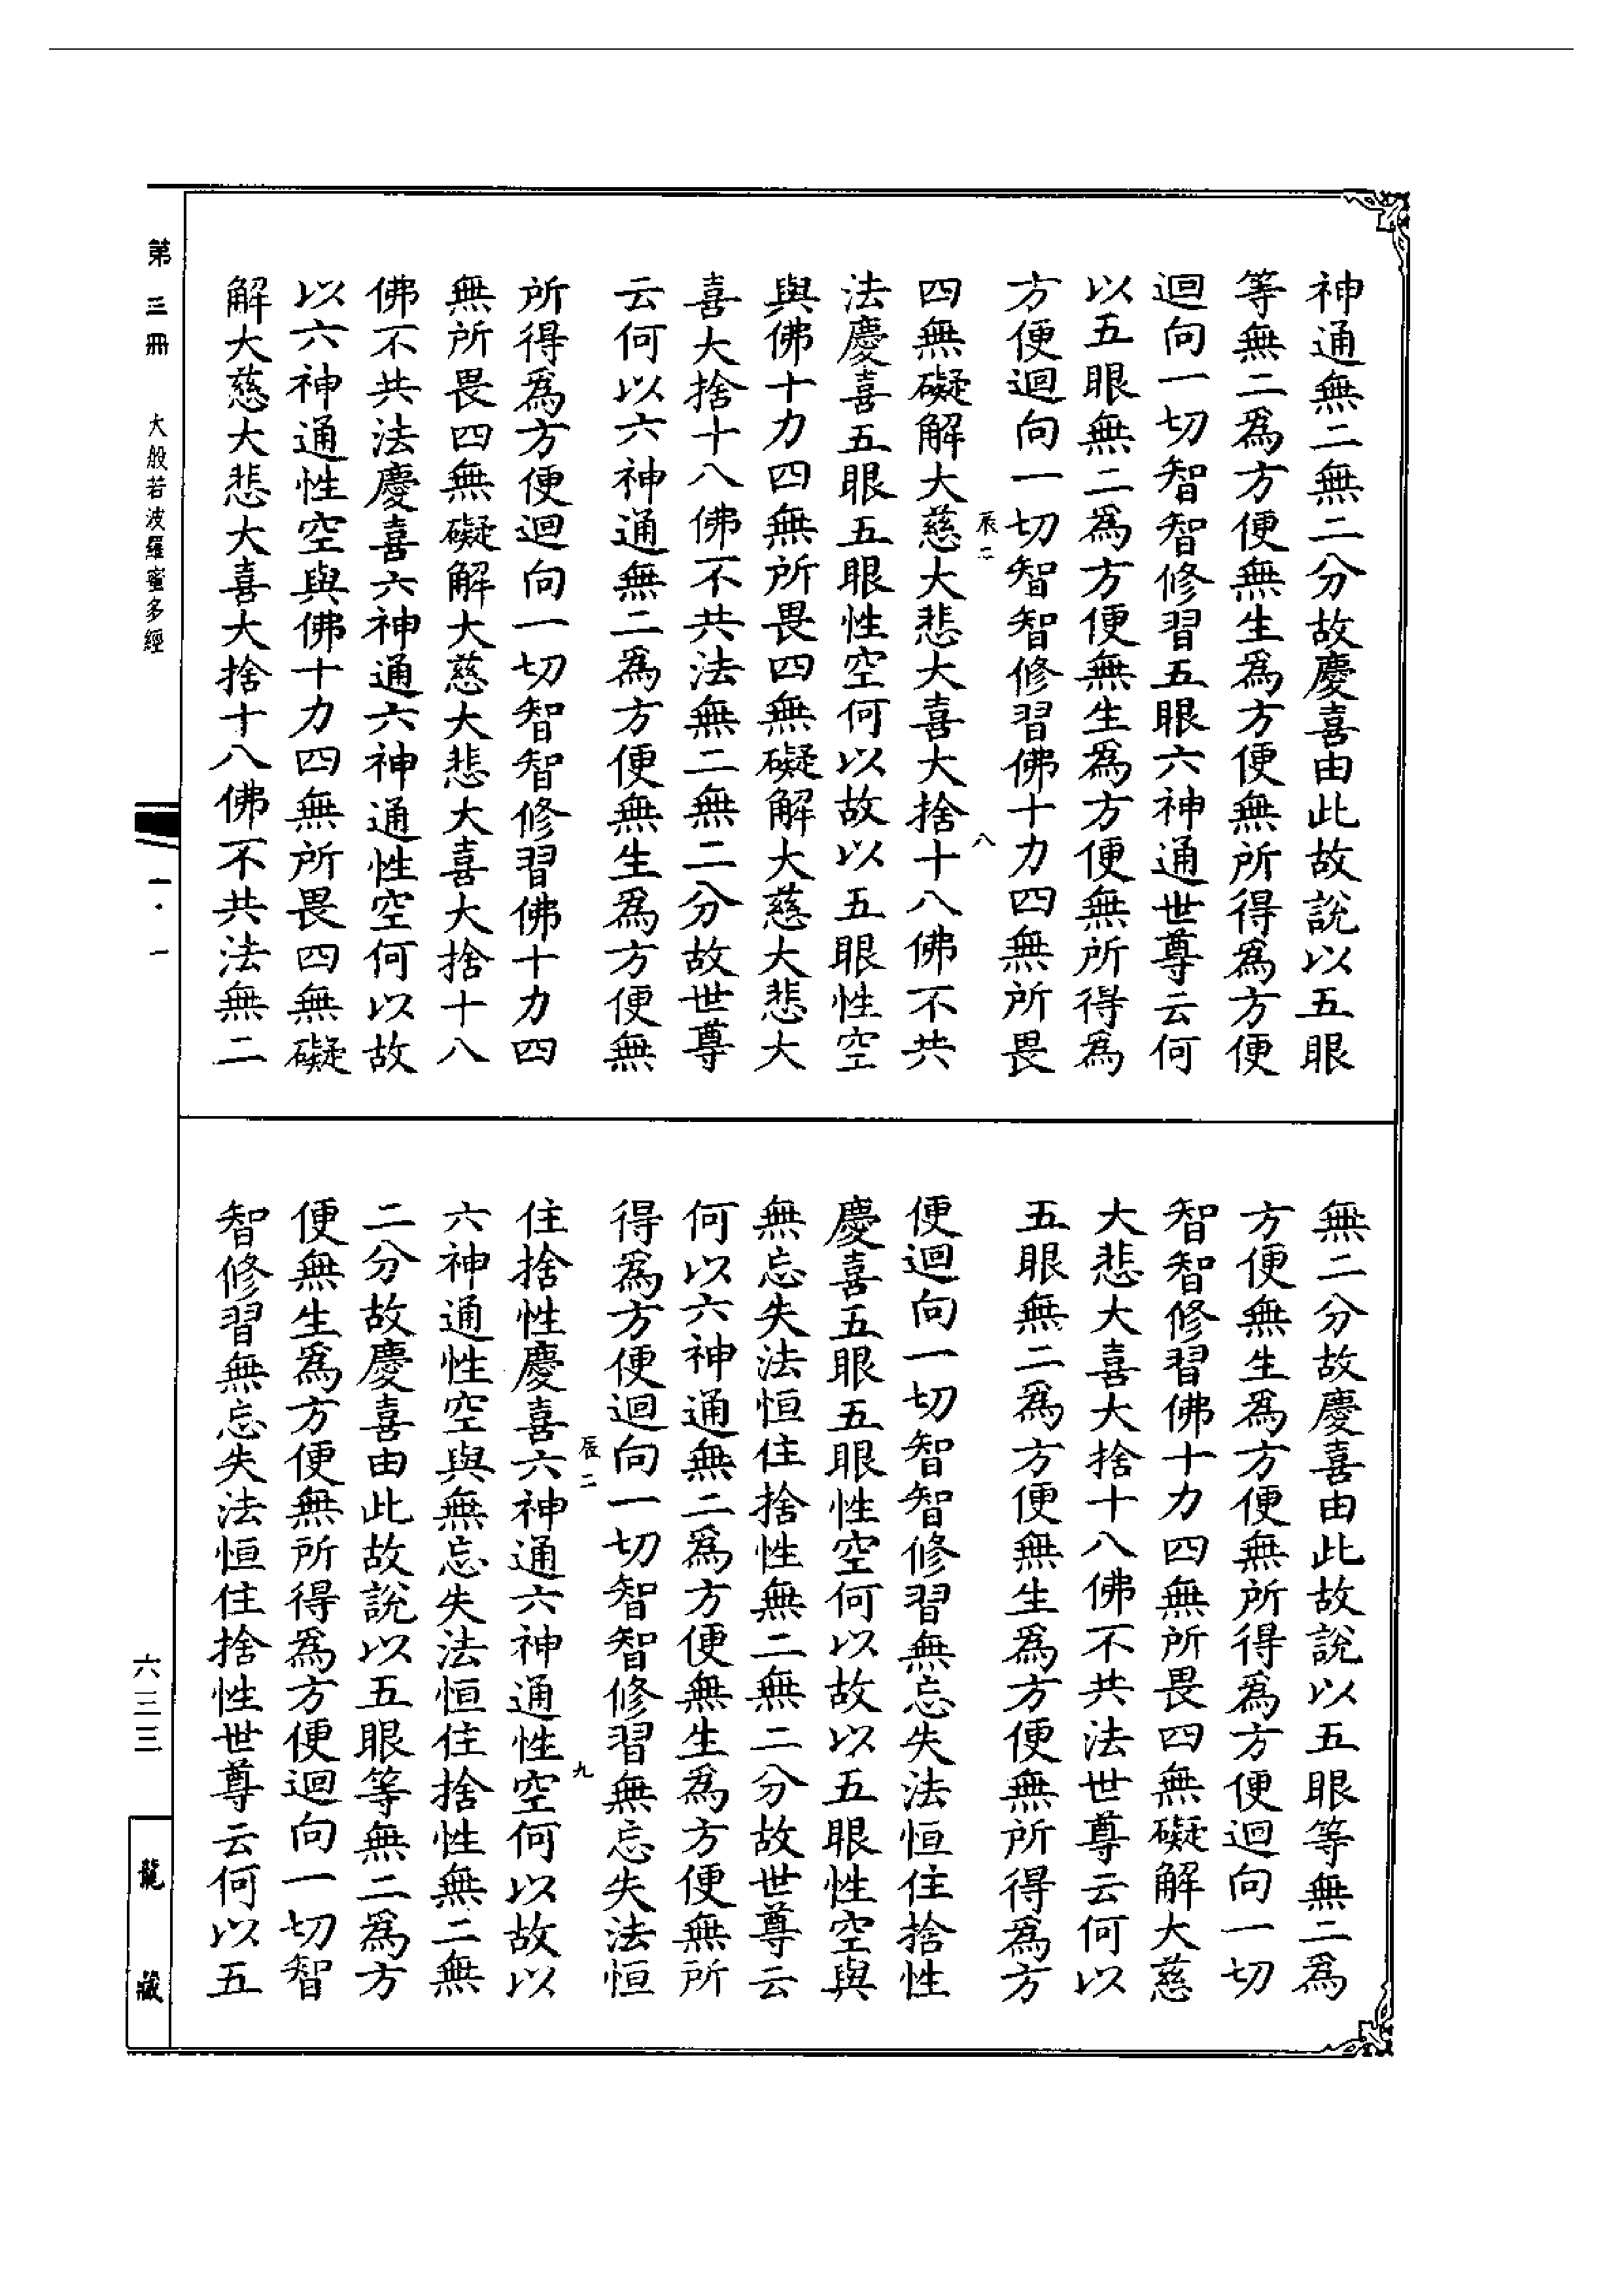 神通無二無二分故慶喜由此故說以五眼
等無二爲方便無生爲方便無所得爲方便
迴向一切智智修習五眼六神通世尊云何
以五眼無二爲方便無生爲方便無所得爲
方便迴向一切智智修習佛十力四無所畏
辰二
八
四無礙解大慈大悲大喜大捨十八佛不共
法慶喜五眼五眼性空何以故以五眼性空
與佛十力四無所畏四無礙解大慈大悲大
喜大捨十八佛不共法無二無二分故世尊
云何以六神通無二爲方便無生爲方便無
所得爲方便迴向一切智智修習佛十力四
無所畏四無礙解大慈大悲大喜大捨十八
佛不共法慶喜六神通六神通性空何以故
以六神通性空與佛十力四無所畏四無礙
解大慈大悲大喜大捨十八佛不共法無二
無二分故慶喜由此故說以五眼等無二爲
方便無生爲方便無所得爲方便迴向一切
智智修習佛十力四無所畏四無礙解大慈
大悲大喜大捨十八佛不共法世尊云何以
五眼無二爲方便無生爲方便無所得爲方
便迴向一切智智修習無忘失法恒住捨性
慶喜五眼五眼性空何以故以五眼性空與
無忘失法恒住捨性無二無二分故世尊云
何以六神通無二爲方便無生爲方便無所
得爲方便迴向一切智智修習無忘失法恒
辰二
九
住捨性慶喜六神通六神通性空何以故以
六神通性空與無忘失法恒住捨性無二無
二分故慶喜由此故說以五眼等無二爲方
便無生爲方便無所得爲方便迴向一切智
智修習無忘失法恒住捨性世尊云何以五
第三冊 大般若波羅蜜多經
一·一
六三三
龍藏